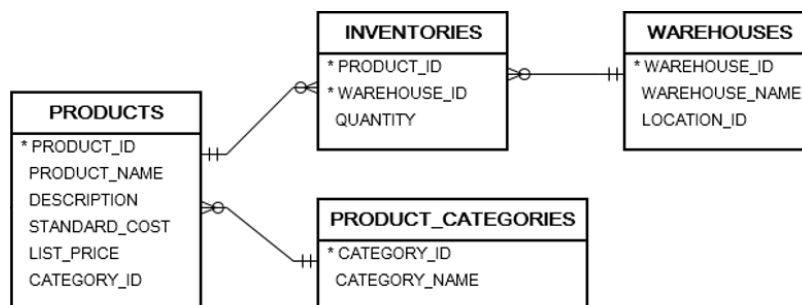 INVENTORIES
* PRODUCT_ID
* WAREHOUSE_ID
QUANTITY
WAREHOUSES
* WAREHOUSE_ID
WAREHOUSE_NAME
LOCATION_ID
PRODUCTS
* PRODUCT_ID
PRODUCT_NAME
DESCRIPTION
STANDARD_COST
LIST_PRICE
CATEGORY_ID
PRODUCT_CATEGORIES
* CATEGORY_ID
CATEGORY_NAME